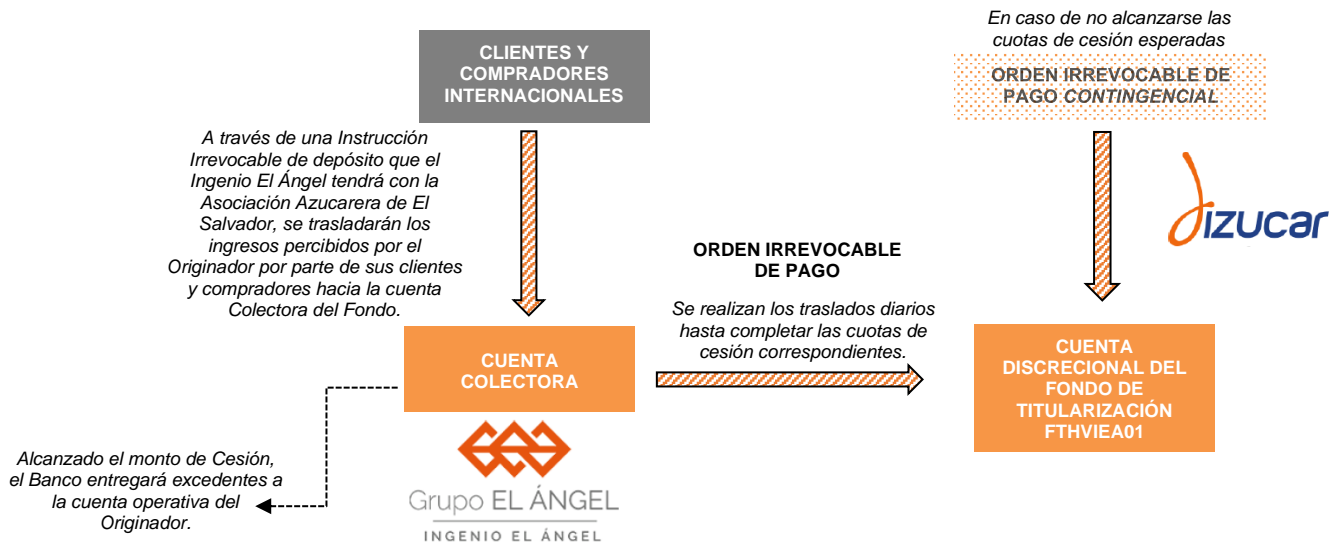 CLIENTES Y
COMPRADORES
INTERNACIONALES
A través de una Instrucción
Irrevocable de depósito que el
Ingenio El Ángel tendrá con la
Asociación Azucarera de El
Salvador, se trasladarán los
ingresos percibidos por el
Originador por parte de sus clientes
y compradores hacia la cuenta
Colectora del Fondo.
En caso de no alcanzarse las
cuotas de cesión esperadas
ORDEN IRREVOCABLE DE
PAGO CONTINGENCIAL
dizucar
ORDEN IRREVOCABLE
DE PAGO
Se realizan los traslados diarios
hasta completar las cuotas de
cesión correspondientes.
CUENTA
COLECTORA
CUENTA
DISCRECIONAL DEL
FONDO DE
TITULARIZACIÓN
FTHVIEA01
Grupo EL ÁNGEL
INGENIO EL ÁNGEL
Alcanzado el monto de Cesión,
el Banco entregará excedentes a
la cuenta operativa del
Originador.